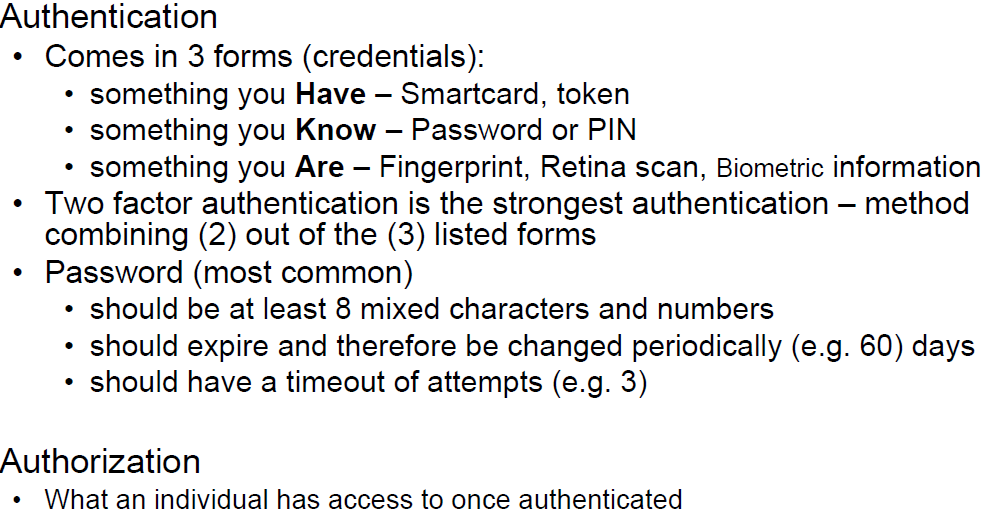 Authentication
• Comes in 3 forms (credentials):
• something you Have – Smartcard, token
• something you Know – Password or PIN
• something you Are – Fingerprint, Retina scan, Biometric information
• Two factor authentication is the strongest authentication – method
combining (2) out of the (3) listed forms
• Password (most common)
• should be at least 8 mixed characters and numbers
• should expire and therefore be changed periodically (e.g. 60) days
• should have a timeout of attempts (e.g. 3)
Authorization
• What an individual has access to once authenticated